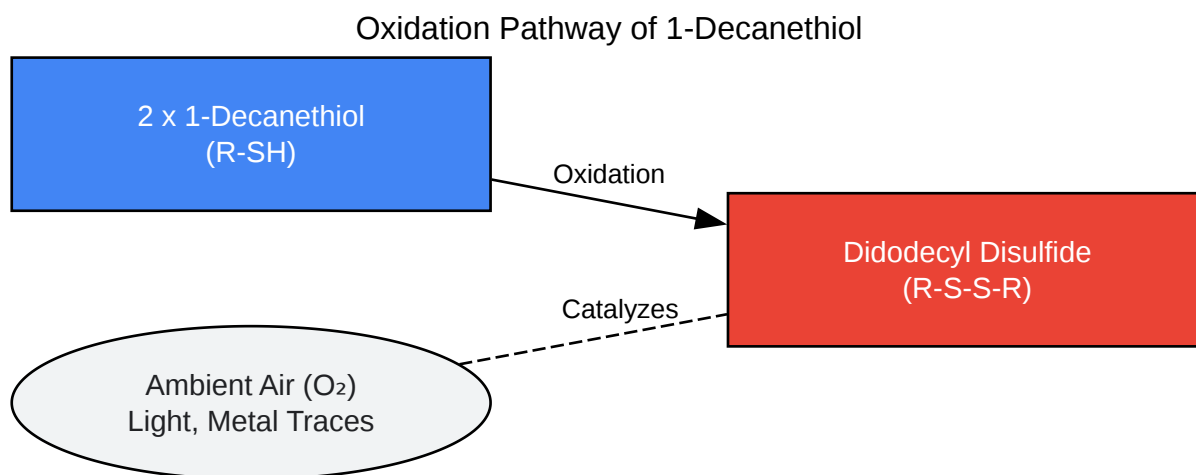 Oxidation Pathway of 1-Decanethiol
2 x 1-Decanethiol
(R-SH)
Oxidation
Didodecyl Disulfide
(R-S-S-R)
Catalyzes
Ambient Air (O₂)
Light, Metal Traces